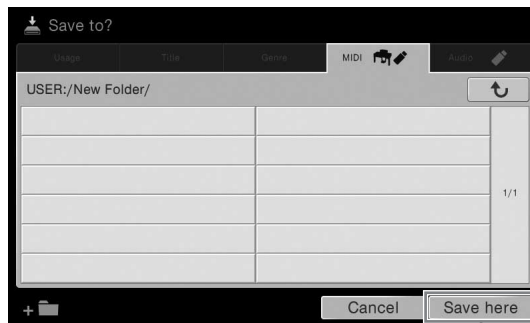 Save to?
Usage Title Genre MIDI Audio
USER:/New Folder/
1/1
Cancel Save here